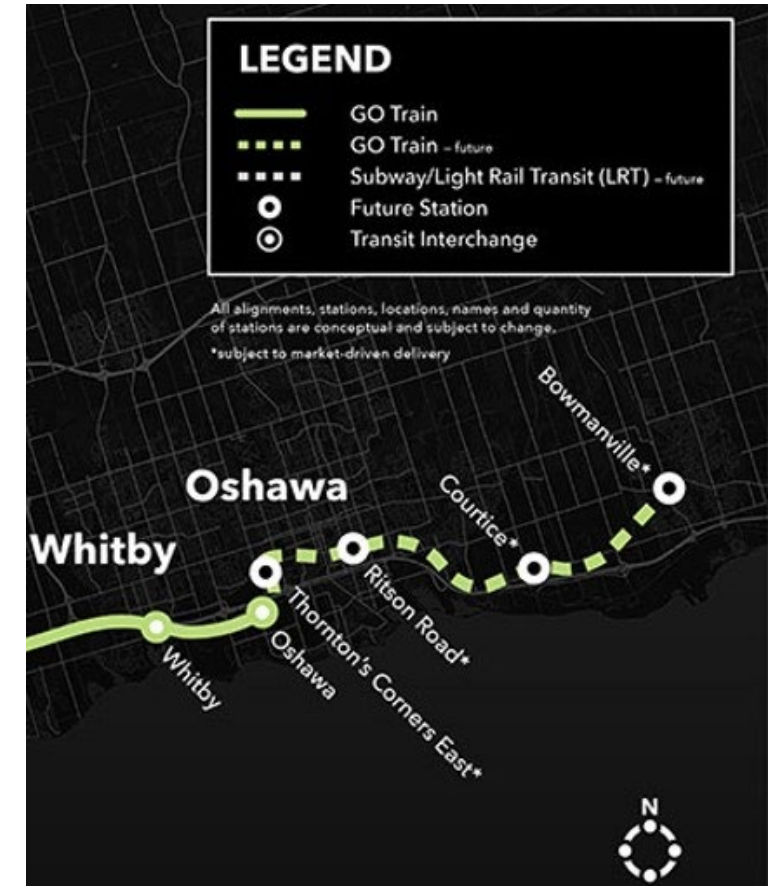 LEGEND
GO Train
GO Train – future
Subway/Light Rail Transit (LRT) – future
Future Station
Transit Interchange
All alignments, stations, locations, names and quantity
of stations are conceptual and subject to change.
*subject to market-driven delivery
Bowmanville*
Courtice*
Oshawa
Whitby
Ritson Road*
Thornton's Corners East*
Oshawa
Whitby
N